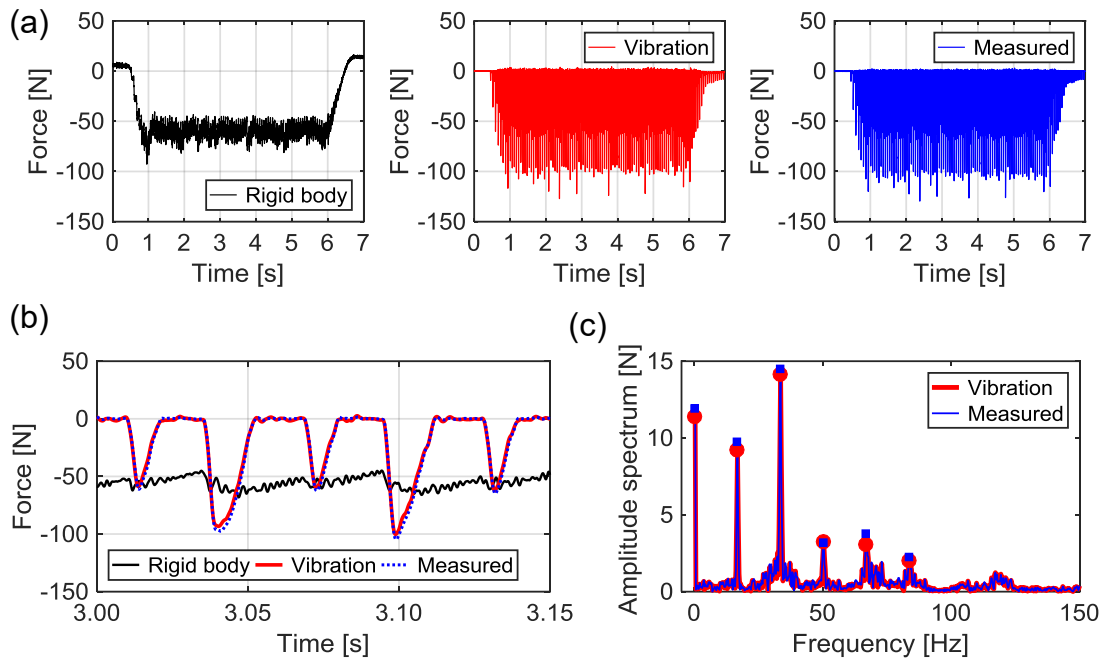 (a)
50
0
-50
-100
-150
Force [N]
Rigid body
0 1 2 3 4 5 6 7
Time [s]
50
0
-50
-100
-150
Force [N]
Vibration
0 1 2 3 4 5 6 7
Time [s]
50
0
-50
-100
-150
Force [N]
Measured
0 1 2 3 4 5 6 7
Time [s]
(b)
50
0
-50
-100
-150
Force [N]
Rigid body Vibration Measured
3.00 3.05 3.10 3.15
Time [s]
(c)
15
10
5
0
Amplitude spectrum [N]
Vibration
Measured
0 50 100 150
Frequency [Hz]